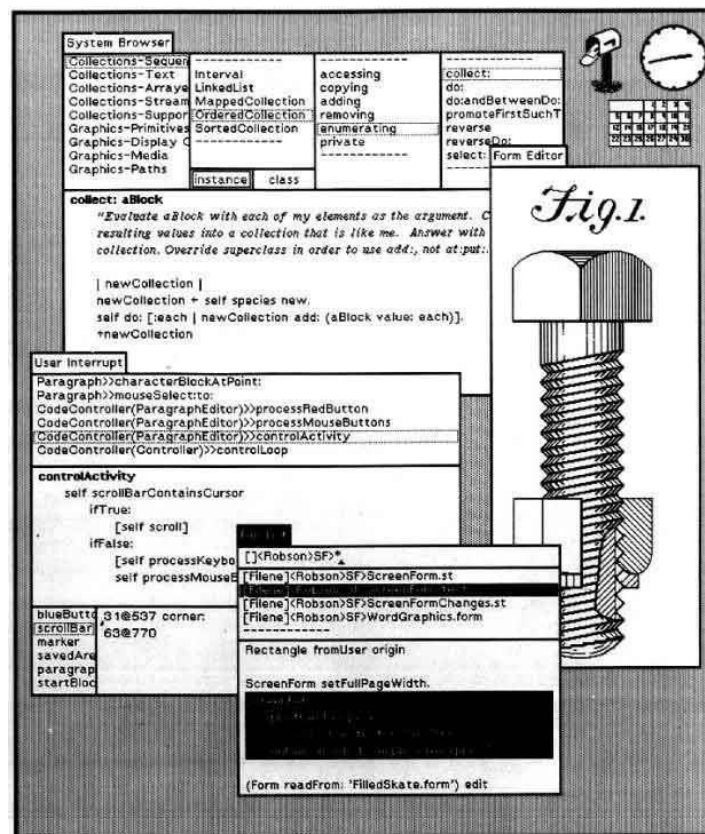 System Browser
Collections-Sequen
Collections-Text
Collections-Arraye
Collections-Stream
Collections-Suppor
Graphics-Primitives
Graphics-Display
Graphics-Media
Graphics-Paths
------------
Interval
LinkedList
MappedCollection
OrderedCollection
SortedCollection
------------
instance
class
------------
accessing
copying
adding
removing
enumerating
private
------------
------------
collect:
do:
do:andBetweenDo:
promoteFirstSuchT
reverse
reverseDo:
select:
collect: aBlock
"Evaluate aBlock with each of my elements as the argument. C
resulting values into a collection that is like me. Answer with
collection. Override superclass in order to use add:, not at:put:.
| newCollection |
newCollection ← self species new.
self do: [:each | newCollection add: (aBlock value: each)].
↑newCollection
Form Editor
Fig.1.
User Interrupt
Paragraph>>characterBlockAtPoint:
Paragraph>>mouseSelect:to:
CodeController(ParagraphEditor)>>processRedButton
CodeController(ParagraphEditor)>>processMouseButtons
CodeController(ParagraphEditor)>>controlActivity
CodeController(Controller)>>controlLoop
controlActivity
self scrollBarContainsCursor
ifTrue:
[self scroll]
ifFalse:
[self processKeybo
self processMouseB
blueButto
scrollBar
marker
savedAre
paragrap
startBloc
31@537 corner:
63@770
[]<Robson>SF>*
[Filene]<Robson>SF>ScreenForm.st
[Filene]<Robson>SF>ScreenFormChanges.st
[Filene]<Robson>SF>WordGraphics.form
------------
Rectangle fromUser origin
ScreenForm setFullPageWidth.
(Form readFrom: 'FilledSkate.form') edit